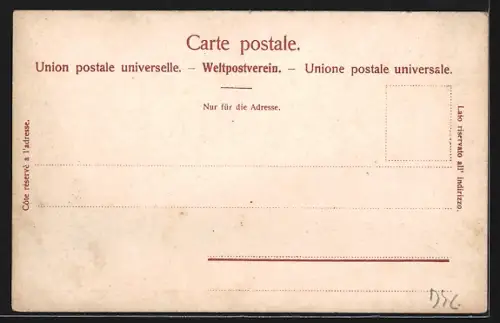 Carte postale.
Union postale universelle. – Weltpostverein. – Unione postale universale.
Nur für die Adresse.
Côté réservé à l'adresse.
Lato riservato all' indirizzo.